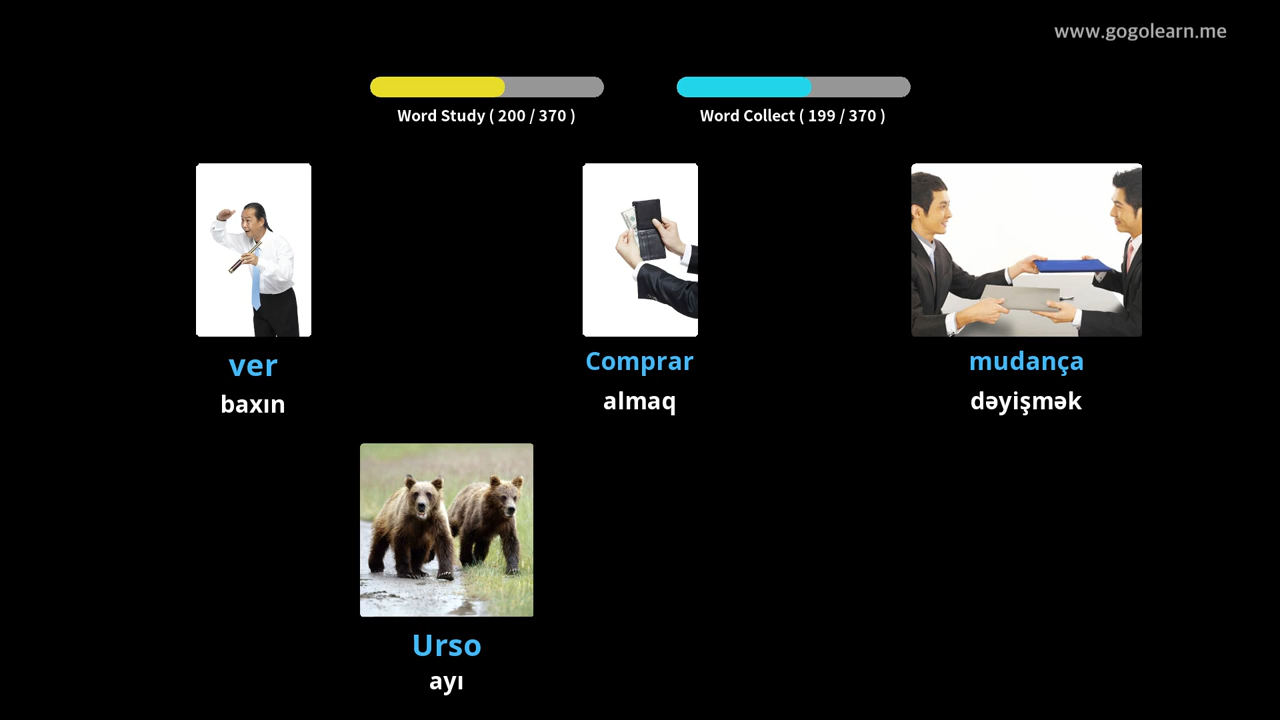 www.gogolearn.me
Word Study ( 200 / 370 )
Word Collect ( 199 / 370 )
ver
baxın
Comprar
almaq
mudança
dəyişmək
Urso
ayı